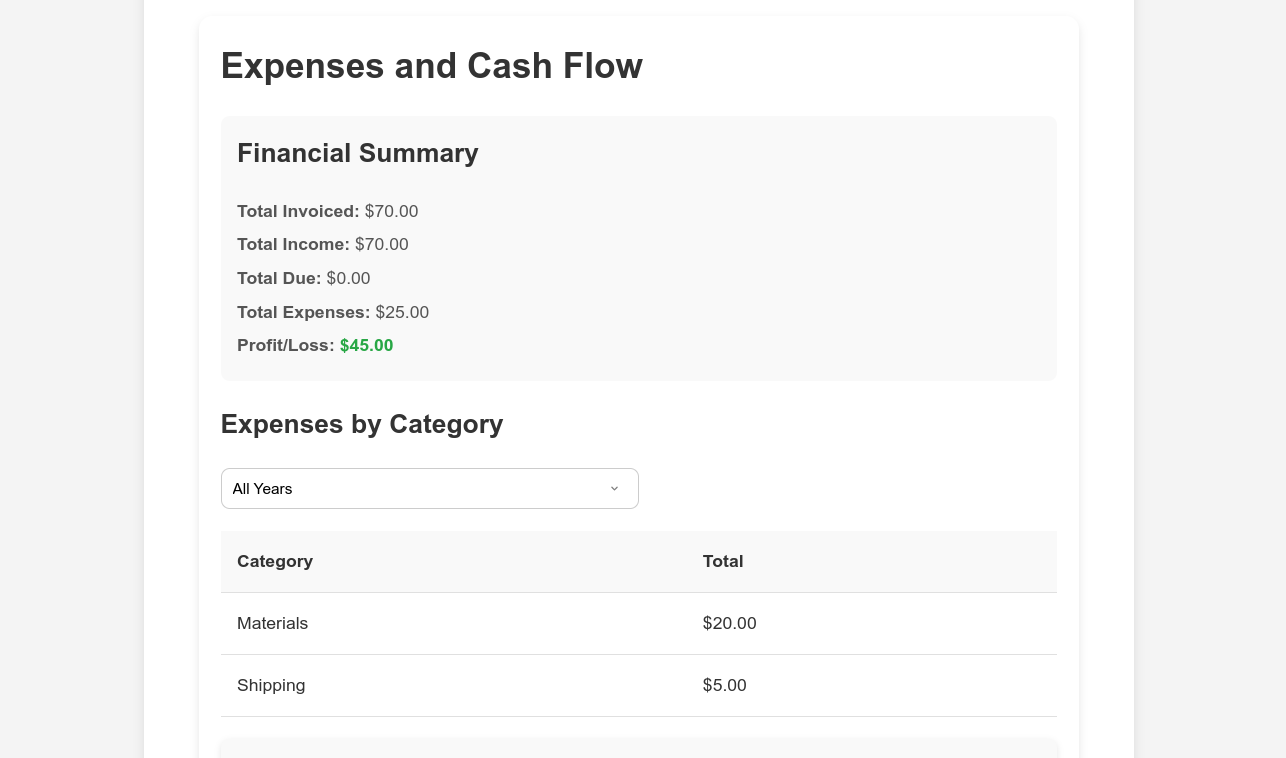 Expenses and Cash Flow
Financial Summary
Total Invoiced: $70.00
Total Income: $70.00
Total Due: $0.00
Total Expenses: $25.00
Profit/Loss: $45.00
Expenses by Category
All Years
Category Total
Materials $20.00
Shipping $5.00